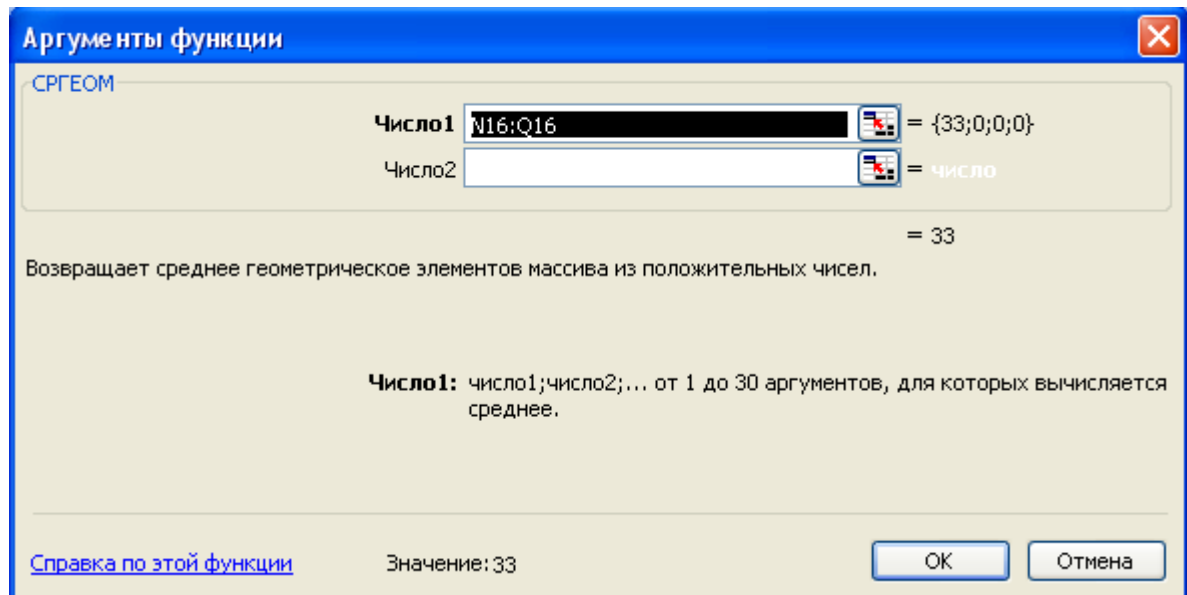 Аргументы функции
СРГЕОМ
Число1 N16:Q16 = {33;0;0;0}
Число2 = число
= 33
Возвращает среднее геометрическое элементов массива из положительных чисел.
Число1: число1;число2;... от 1 до 30 аргументов, для которых вычисляется
среднее.
Справка по этой функции Значение:33 ОК Отмена